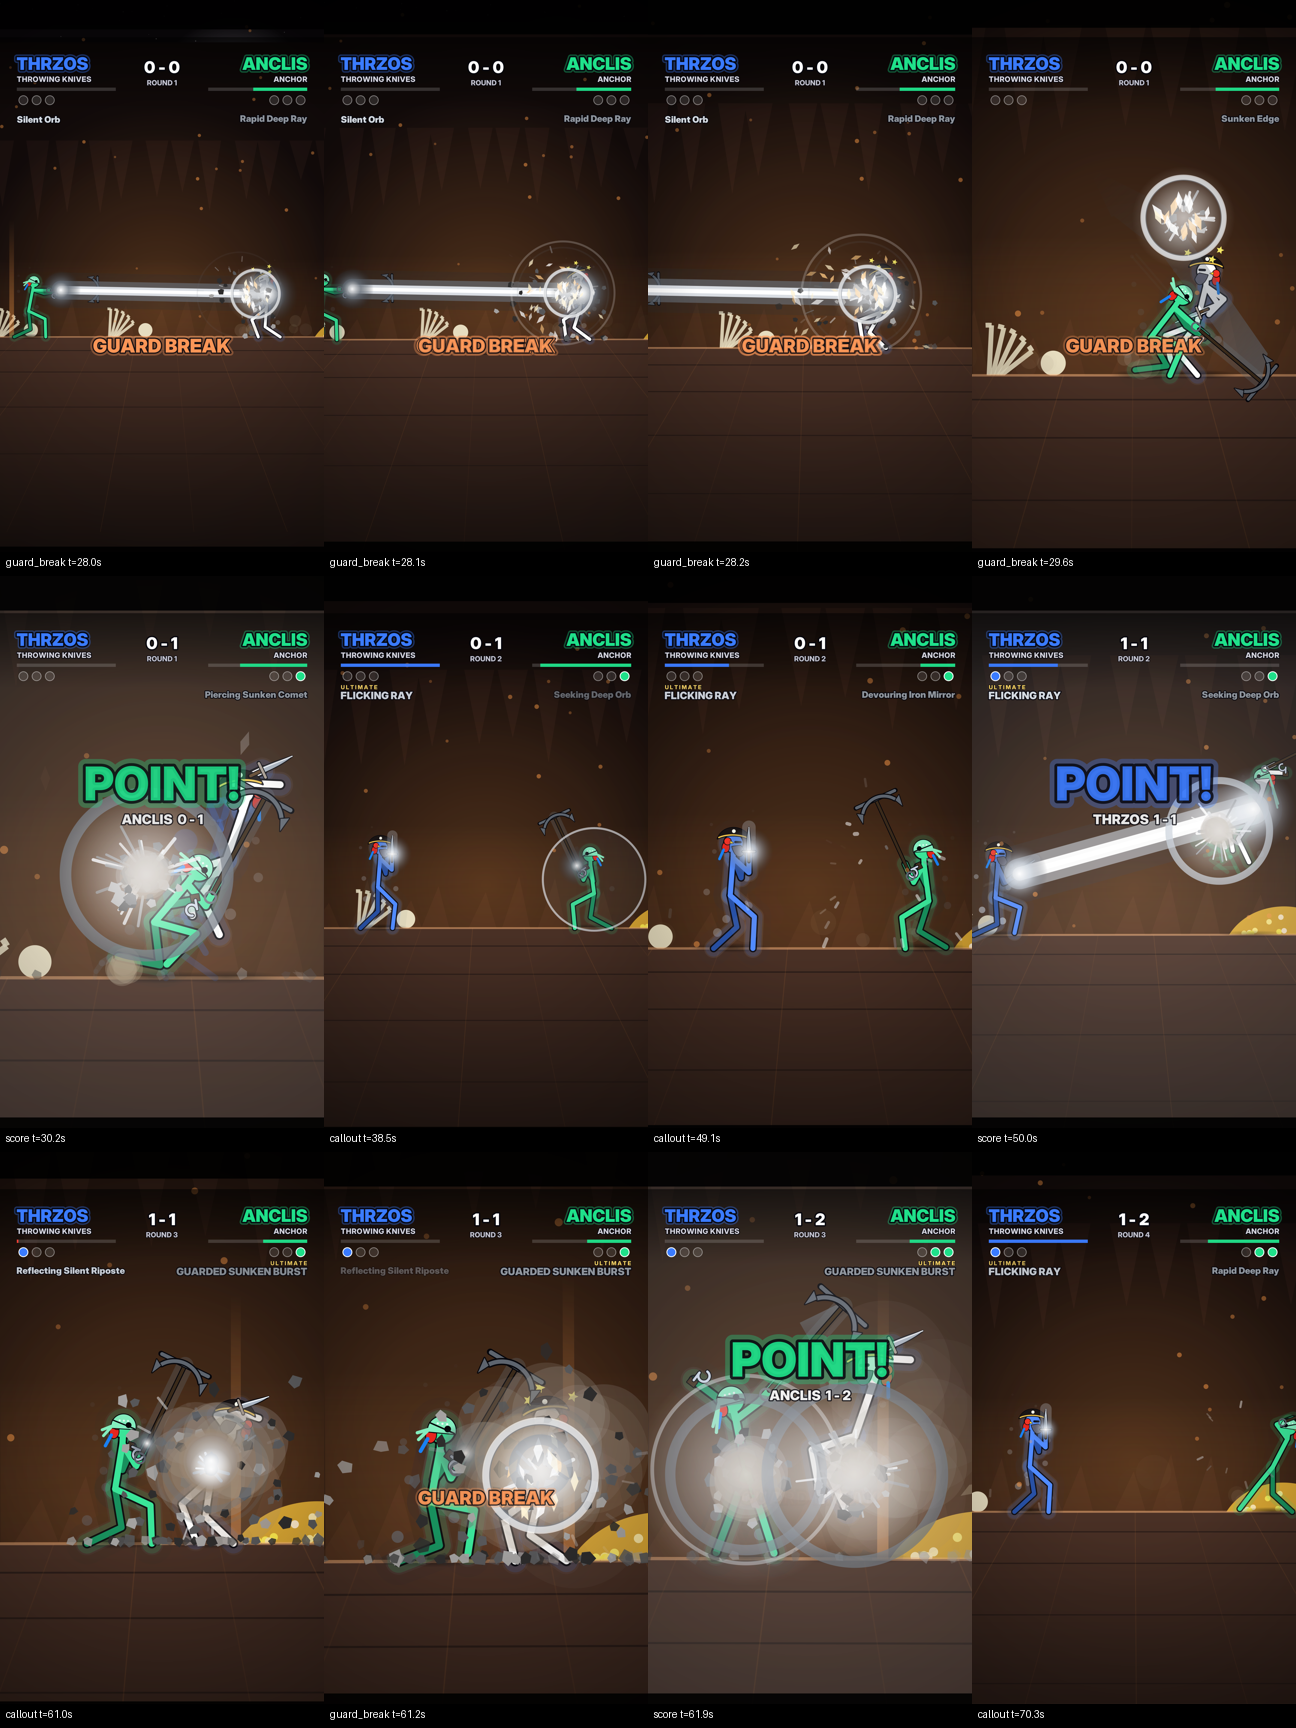 THRZOS
THROWING KNIVES
0-0
ROUND 1
ANCLIS
ANCHOR
Silent Orb
Rapid Deep Ray
GUARD BREAK
guard_break t=28.0s
THRZOS
THROWING KNIVES
0-0
ROUND 1
ANCLIS
ANCHOR
Silent Orb
Rapid Deep Ray
GUARD BREAK
guard_break t=28.1s
THRZOS
THROWING KNIVES
0-0
ROUND 1
ANCLIS
ANCHOR
Silent Orb
Rapid Deep Ray
GUARD BREAK
guard_break t=28.2s
THRZOS
THROWING KNIVES
0-0
ROUND 1
ANCLIS
ANCHOR
Sunken Edge
GUARD BREAK
guard_break t=29.6s
THRZOS
THROWING KNIVES
0-1
ROUND 1
ANCLIS
ANCHOR
Piercing Sunken Comet
POINT!
ANCLIS 0-1
score t=30.2s
THRZOS
THROWING KNIVES
0-1
ROUND 2
ANCLIS
ANCHOR
ULTIMATE
FLICKING RAY
Seeking Deep Orb
callout t=38.5s
THRZOS
THROWING KNIVES
0-1
ROUND 2
ANCLIS
ANCHOR
ULTIMATE
FLICKING RAY
Devouring Iron Mirror
callout t=49.1s
THRZOS
THROWING KNIVES
1-1
ROUND 2
ANCLIS
ANCHOR
ULTIMATE
FLICKING RAY
Seeking Deep Orb
POINT!
THRZOS 1-1
score t=50.0s
THRZOS
THROWING KNIVES
1-1
ROUND 3
ANCLIS
ANCHOR
Reflecting Silent Riposte
ULTIMATE
GUARDED SUNKEN BURST
callout t=61.0s
THRZOS
THROWING KNIVES
1-1
ROUND 3
ANCLIS
ANCHOR
Reflecting Silent Riposte
ULTIMATE
GUARDED SUNKEN BURST
GUARD BREAK
guard_break t=61.2s
THRZOS
THROWING KNIVES
1-2
ROUND 3
ANCLIS
ANCHOR
ULTIMATE
GUARDED SUNKEN BURST
POINT!
ANCLIS 1-2
score t=61.9s
THRZOS
THROWING KNIVES
1-2
ROUND 4
ANCLIS
ANCHOR
ULTIMATE
FLICKING RAY
Rapid Deep Ray
callout t=70.3s